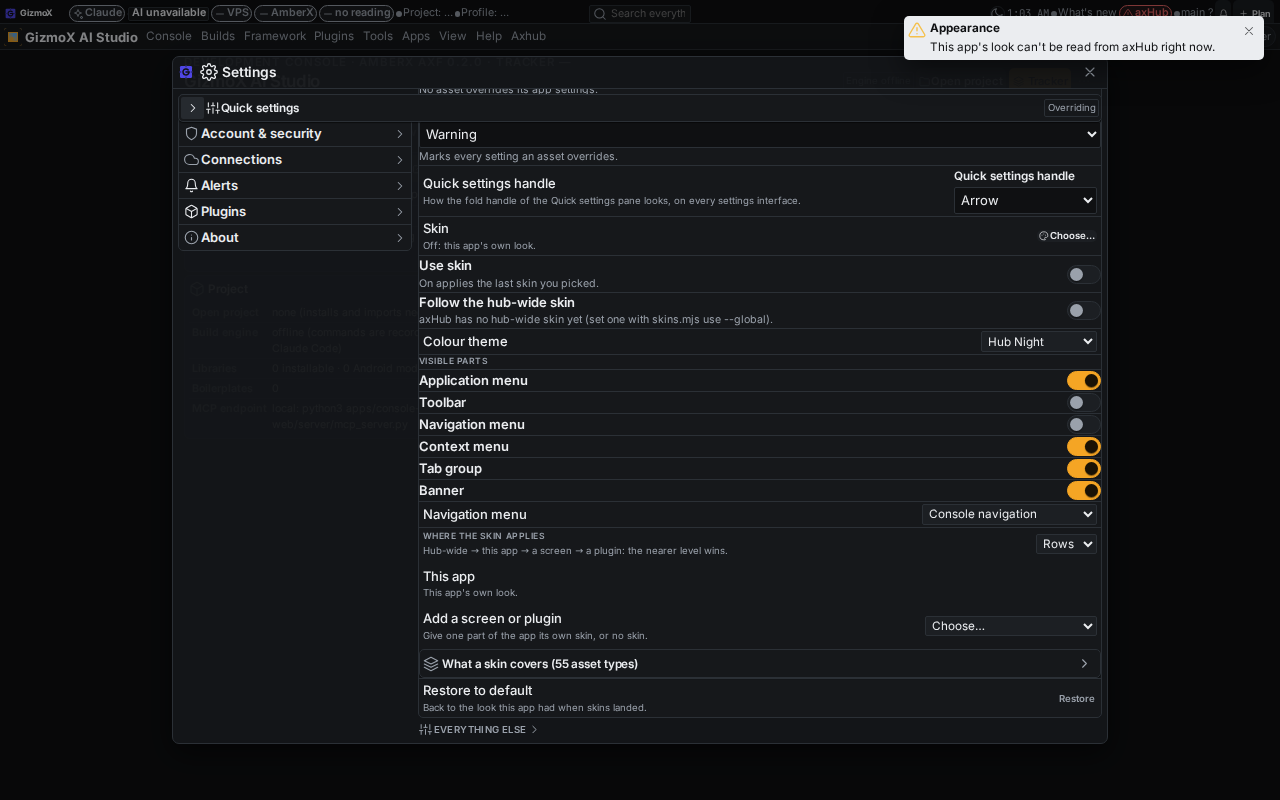 GizmoX
Claude
AI unavailable
VPS
AmberX
no reading
Project: ...
Profile: ...
Search everyth
1:03 AM
What's new
axHub
main ?
Plan
GizmoX AI Studio
Console
Builds
Framework
Plugins
Tools
Apps
View
Help
Axhub
Appearance
This app's look can't be read from axHub right now.
Settings
No asset overrides its app settings.
Quick settings
Overriding
Account & security
Connections
Alerts
Plugins
About
Warning
Marks every setting an asset overrides.
Quick settings handle
How the fold handle of the Quick settings pane looks, on every settings interface.
Quick settings handle
Arrow
Skin
Off: this app's own look.
Choose...
Use skin
On applies the last skin you picked.
Follow the hub-wide skin
axHub has no hub-wide skin yet (set one with skins.mjs use --global).
Colour theme
Hub Night
VISIBLE PARTS
Application menu
Toolbar
Navigation menu
Context menu
Tab group
Banner
Navigation menu
Console navigation
WHERE THE SKIN APPLIES
Hub-wide → this app → a screen → a plugin: the nearer level wins.
Rows
This app
This app's own look.
Add a screen or plugin
Give one part of the app its own skin, or no skin.
Choose...
What a skin covers (55 asset types)
Restore to default
Back to the look this app had when skins landed.
Restore
EVERYTHING ELSE
Project
Open project